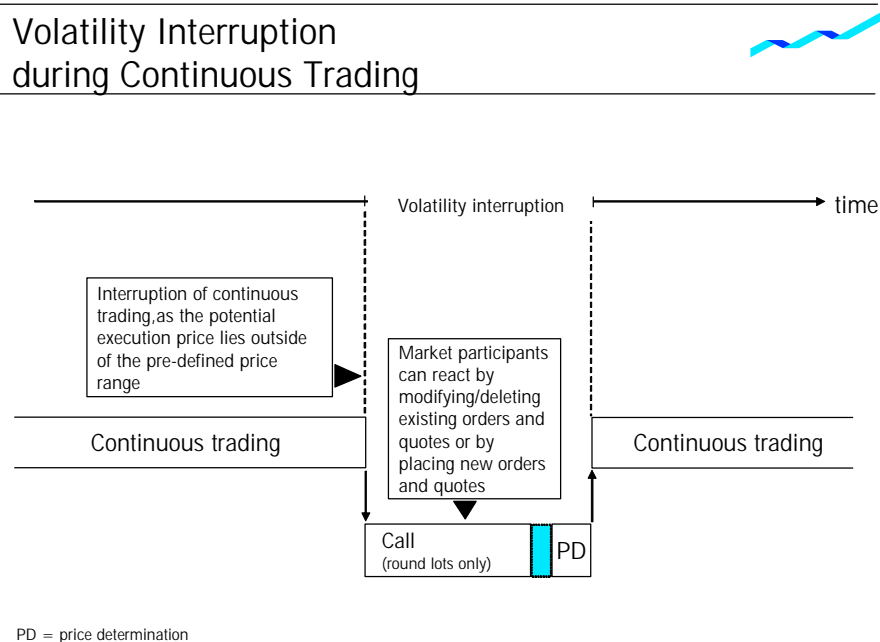 Volatility Interruption
during Continuous Trading
Volatility interruption
time
Interruption of continuous
trading,as the potential
execution price lies outside
of the pre-defined price
range
Market participants
can react by
modifying/deleting
existing orders and
quotes or by
placing new orders
and quotes
Continuous trading
Continuous trading
Call
(round lots only)
PD
PD = price determination